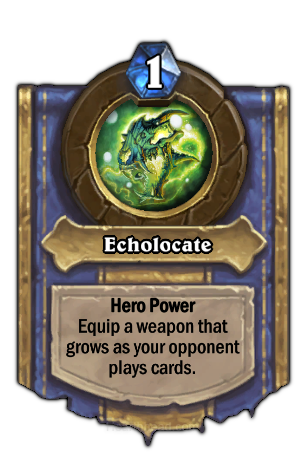 1
Echolocate
Hero Power
Equip a weapon that
grows as your opponent
plays cards.